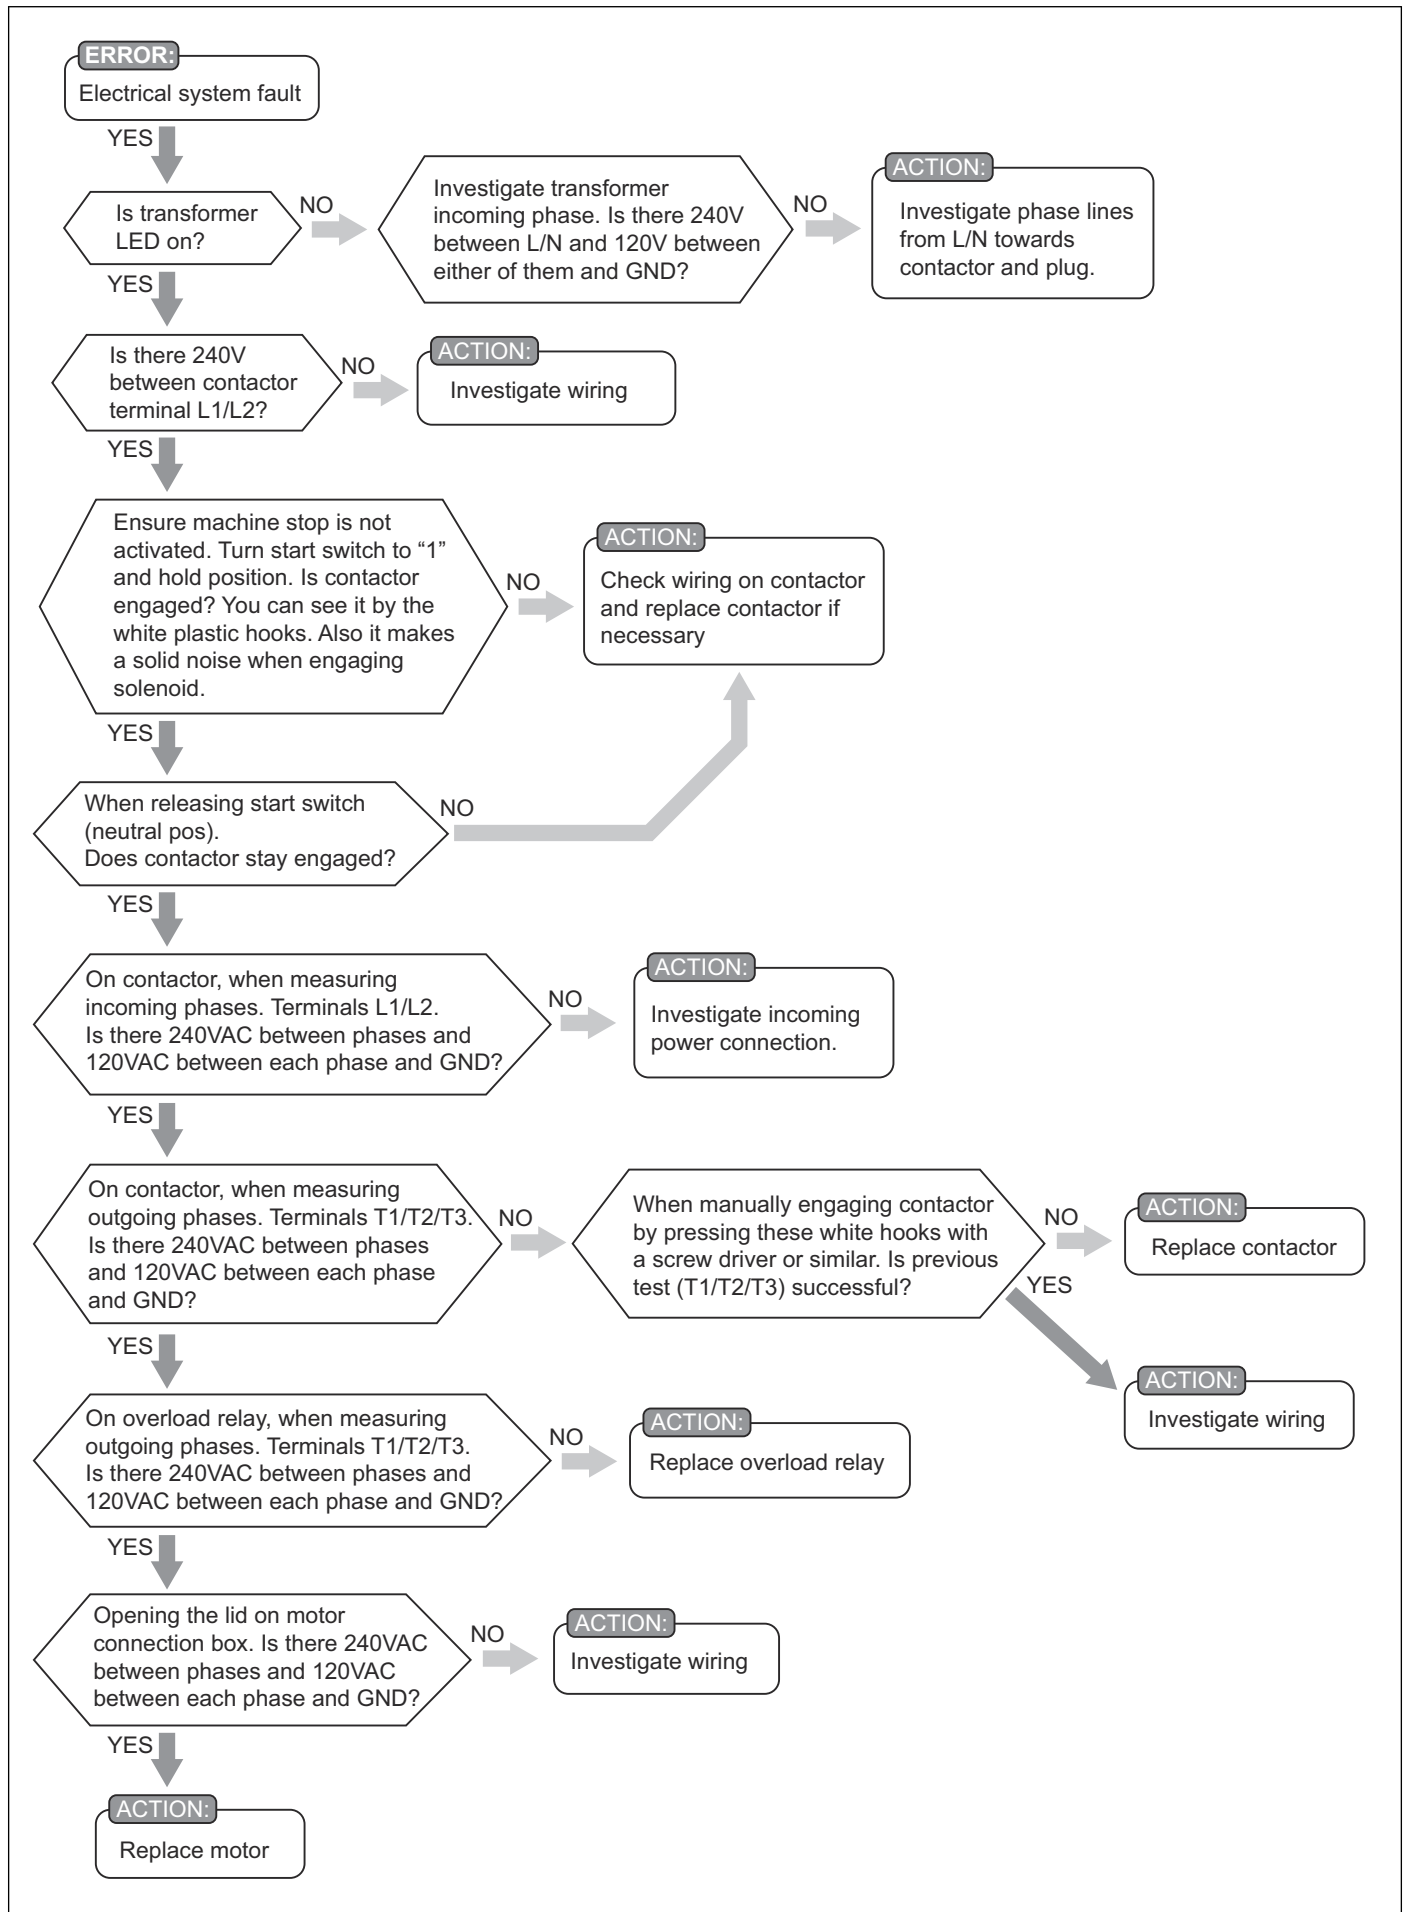 ERROR:
Electrical system fault
YES
Is transformer
LED on?
NO
Investigate transformer
incoming phase. Is there 240V
between L/N and 120V between
either of them and GND?
NO
ACTION:
Investigate phase lines
from L/N towards
contactor and plug.
YES
Is there 240V
between contactor
terminal L1/L2?
NO
ACTION:
Investigate wiring
YES
Ensure machine stop is not
activated. Turn start switch to “1”
and hold position. Is contactor
engaged? You can see it by the
white plastic hooks. Also it makes
a solid noise when engaging
solenoid.
NO
ACTION:
Check wiring on contactor
and replace contactor if
necessary
YES
When releasing start switch
(neutral pos).
Does contactor stay engaged?
NO
YES
On contactor, when measuring
incoming phases. Terminals L1/L2.
Is there 240VAC between phases and
120VAC between each phase and GND?
NO
ACTION:
Investigate incoming
power connection.
YES
On contactor, when measuring
outgoing phases. Terminals T1/T2/T3.
Is there 240VAC between phases
and 120VAC between each phase
and GND?
NO
When manually engaging contactor
by pressing these white hooks with
a screw driver or similar. Is previous
test (T1/T2/T3) successful?
NO
ACTION:
Replace contactor
YES
ACTION:
Investigate wiring
YES
On overload relay, when measuring
outgoing phases. Terminals T1/T2/T3.
Is there 240VAC between phases and
120VAC between each phase and GND?
NO
ACTION:
Replace overload relay
YES
Opening the lid on motor
connection box. Is there 240VAC
between phases and 120VAC
between each phase and GND?
NO
ACTION:
Investigate wiring
YES
ACTION:
Replace motor